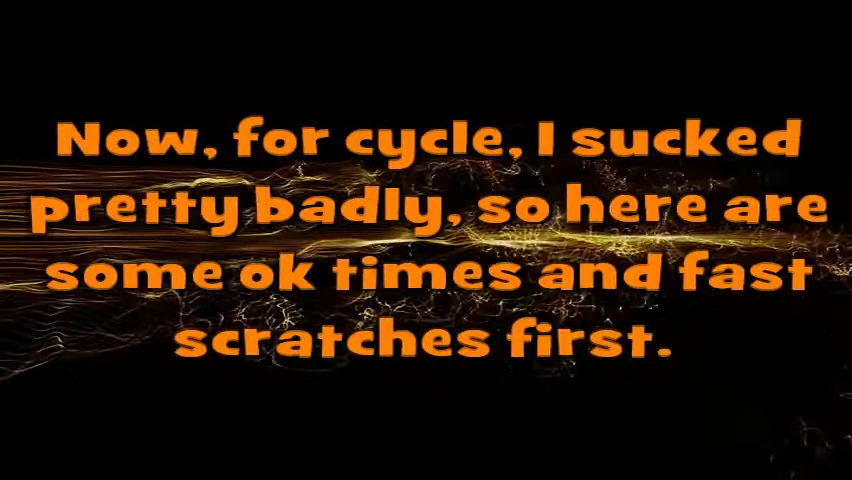 Now, for cycle, I sucked
pretty badly, so here are
some ok times and fast
scratches first.